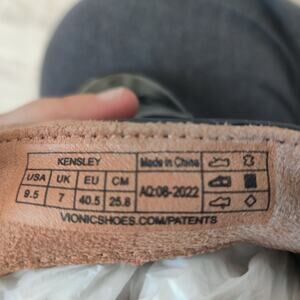 KENSLEY
Made in China
USA UK EU CM
9.5 7 40.5 25.8
AQ:08-2022
VIONICSHOES.COM/PATENTS